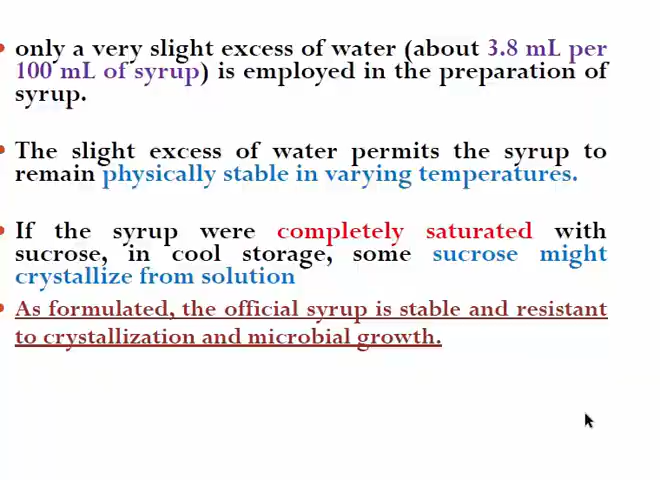 only a very slight excess of water (about 3.8 mL per
100 mL of syrup) is employed in the preparation of
syrup.
The slight excess of water permits the syrup to
remain physically stable in varying temperatures.
If the syrup were completely saturated with
sucrose, in cool storage, some sucrose might
crystallize from solution
As formulated, the official syrup is stable and resistant
to crystallization and microbial growth.